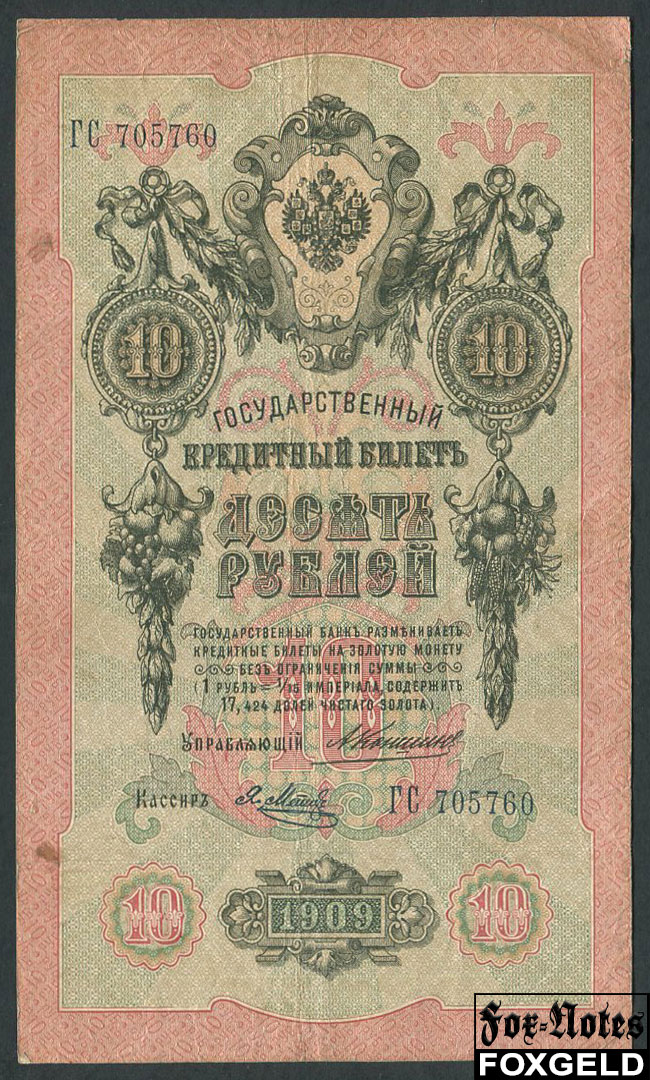 ГС 705760
10 10
ГОСУДАРСТВЕННЫЙ
КРЕДИТНЫЙ БИЛЕТЪ
ДЕСЯТЬ
РУБЛЕЙ
10
ГОСУДАРСТВЕННЫЙ БАНКЪ РАЗМѢНИВАЕТЪ
КРЕДИТНЫЕ БИЛЕТЫ НА ЗОЛОТУЮ МОНЕТУ
БЕЗЪ ОГРАНИЧЕНІЯ СУММЫ
(1 РУБЛЬ = 1/15 ИМПЕРІАЛА, СОДЕРЖИТЪ
17,424 ДОЛЕЙ ЧИСТАГО ЗОЛОТА).
УПРАВЛЯЮЩІЙ
Кассиръ ГС 705760
10 1909 10
Fox-Notes
FOXGELD